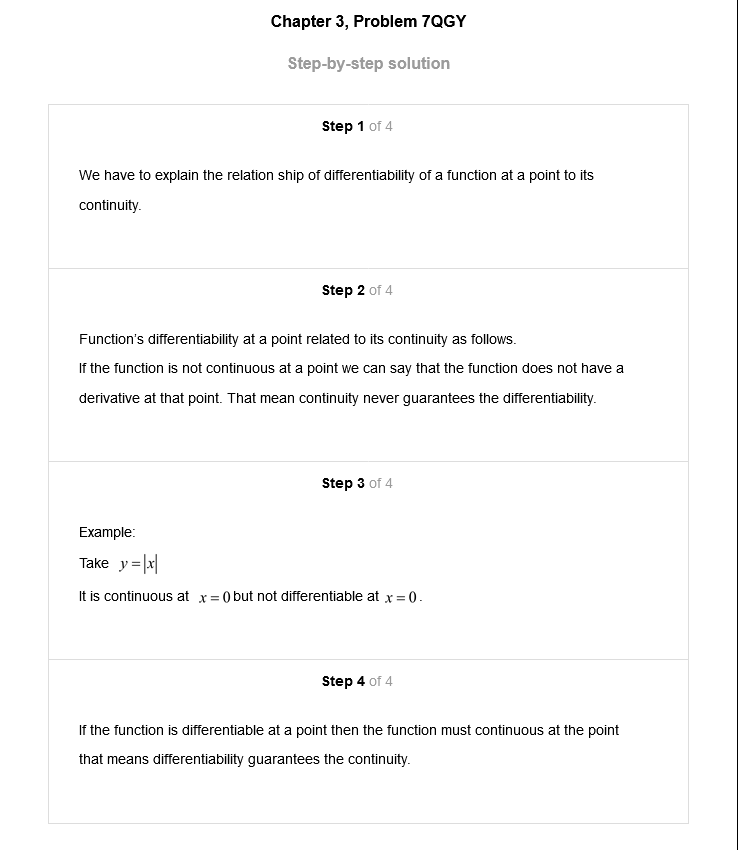 Chapter 3, Problem 7QGY
Step-by-step solution
Step 1 of 4
We have to explain the relation ship of differentiability of a function at a point to its
continuity.
Step 2 of 4
Function's differentiability at a point related to its continuity as follows.
If the function is not continuous at a point we can say that the function does not have a
derivative at that point. That mean continuity never guarantees the differentiability.
Step 3 of 4
Example:
Take y = |x|
It is continuous at x = 0 but not differentiable at x = 0.
Step 4 of 4
If the function is differentiable at a point then the function must continuous at the point
that means differentiability guarantees the continuity.